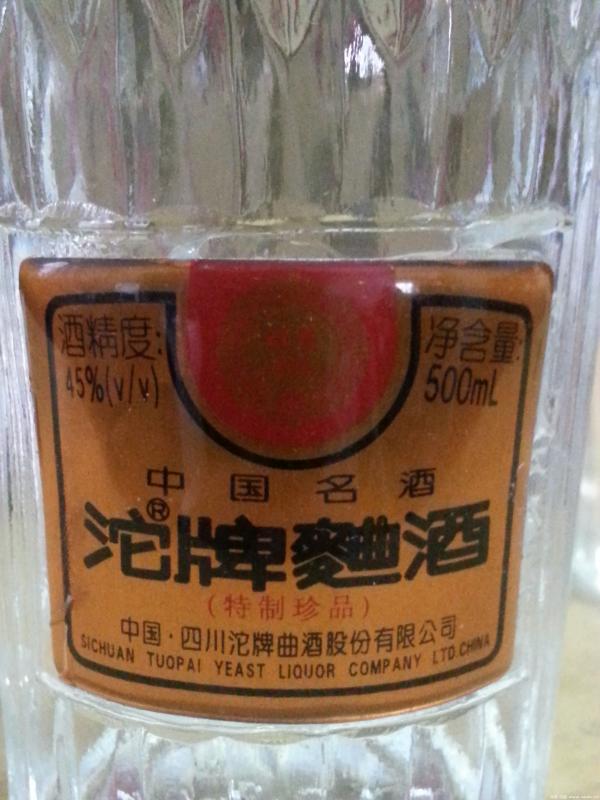 酒精度:
45%(v/v)
净含量:
500mL
中国名酒
沱®牌麯酒
(特制珍品)
中国·四川沱牌曲酒股份有限公司
SICHUAN TUOPAI YEAST LIQUOR COMPANY LTD.CHINA